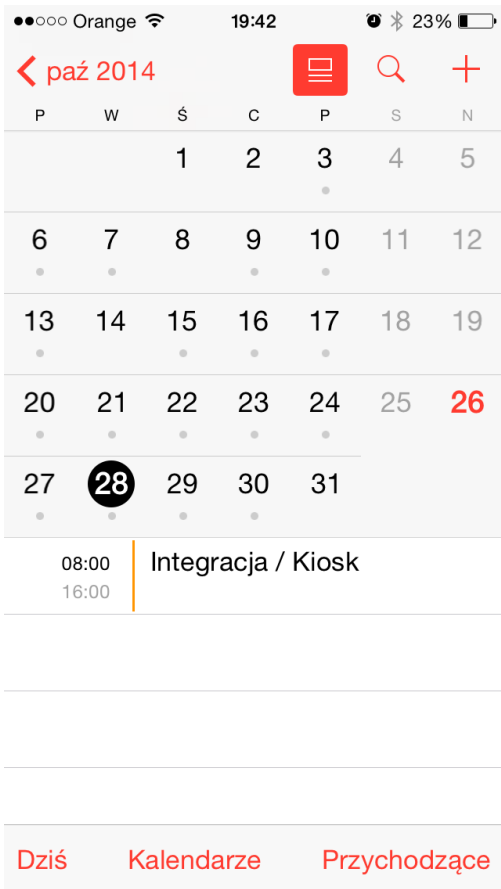 Orange 19:42 23%
paź 2014
P W Ś C P S N
1 2 3 4 5
6 7 8 9 10 11 12
13 14 15 16 17 18 19
20 21 22 23 24 25 26
27 28 29 30 31
08:00 Integracja / Kiosk
16:00
Dziś Kalendarze Przychodzące